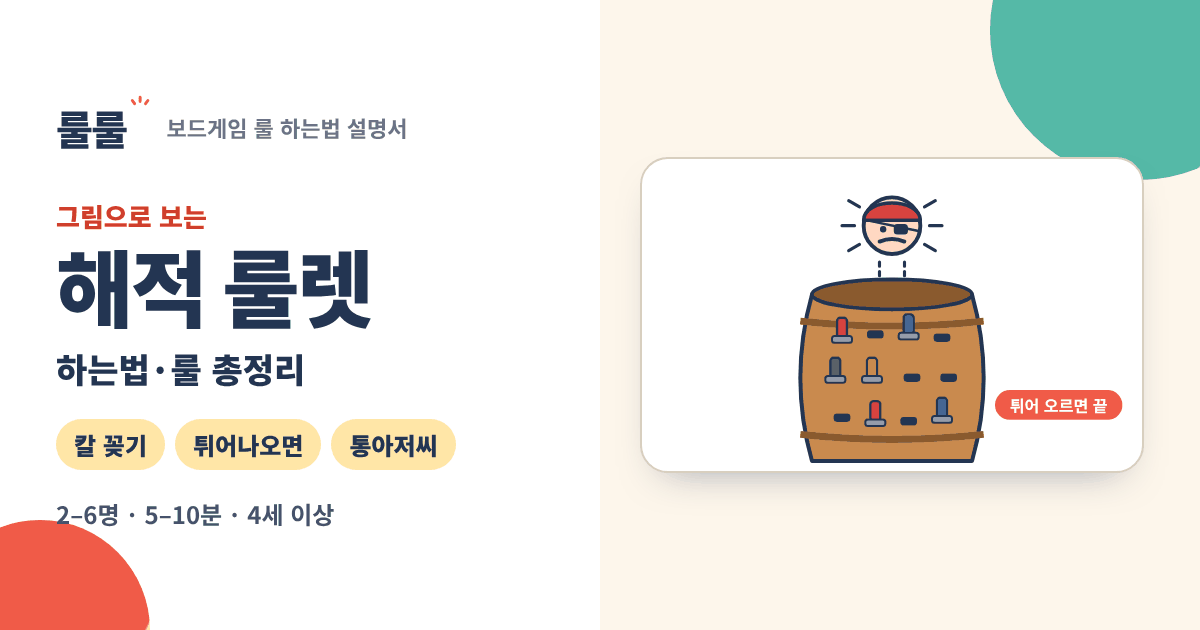 룰룰
보드게임 룰 하는법 설명서
그림으로 보는
해적 룰렛
하는법·룰 총정리
칼 꽂기 튀어나오면 통아저씨
2–6명 · 5–10분 · 4세 이상
튀어 오르면 끝